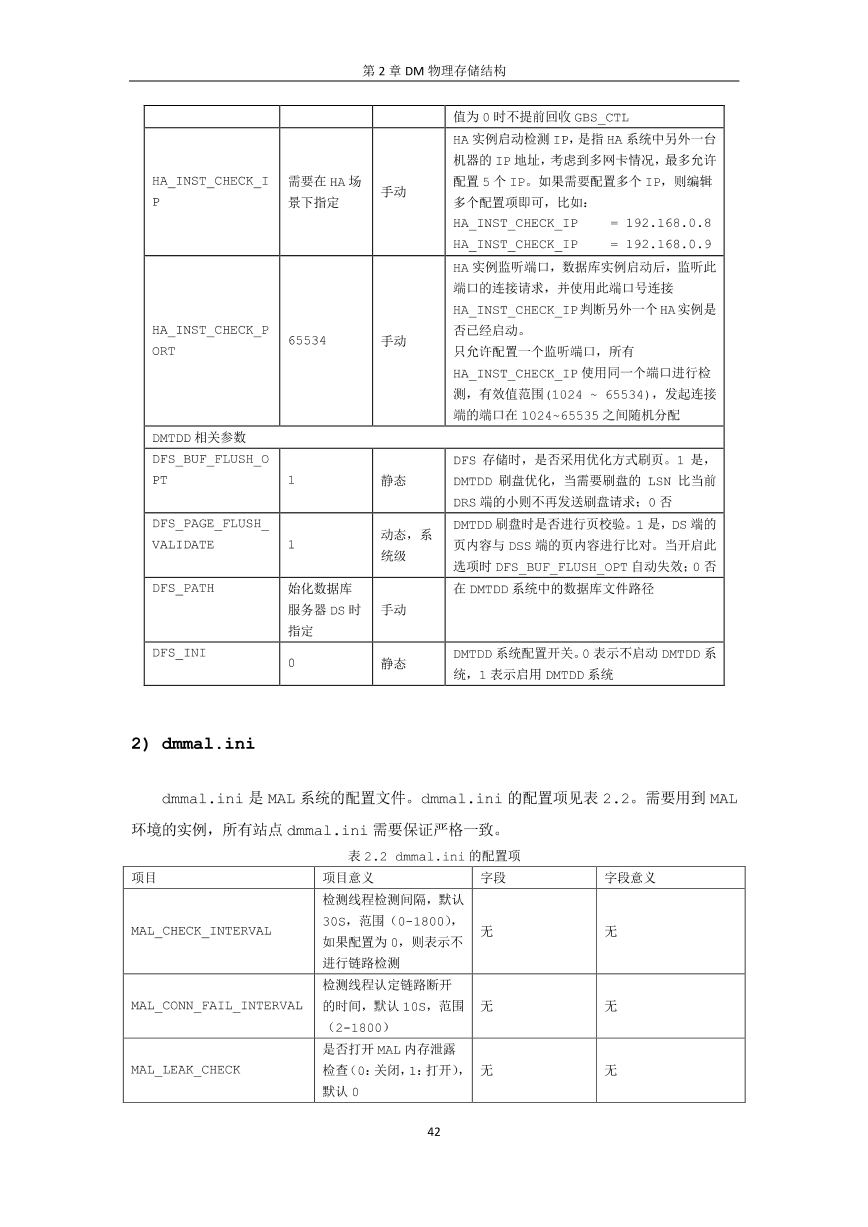 第 2 章 DM 物理存储结构
值为 0 时不提前回收 GBS_CTL
HA_INST_CHECK_I
P
需要在 HA 场
景下指定
手动
HA 实例启动检测 IP,是指 HA 系统中另外一台
机器的 IP 地址,考虑到多网卡情况,最多允许
配置 5 个 IP。如果需要配置多个 IP,则编辑
多个配置项即可,比如:
HA_INST_CHECK_IP = 192.168.0.8
HA_INST_CHECK_IP = 192.168.0.9
HA_INST_CHECK_P
ORT
65534
手动
HA 实例监听端口,数据库实例启动后,监听此
端口的连接请求,并使用此端口号连接
HA_INST_CHECK_IP 判断另外一个 HA 实例是
否已经启动。
只允许配置一个监听端口,所有
HA_INST_CHECK_IP 使用同一个端口进行检
测,有效值范围(1024 ~ 65534),发起连接
端的端口在 1024~65535 之间随机分配
DMTDD 相关参数
DFS_BUF_FLUSH_O
PT
1
静态
DFS 存储时,是否采用优化方式刷页。1 是,
DMTDD 刷盘优化,当需要刷盘的 LSN 比当前
DRS 端的小则不再发送刷盘请求;0 否
DFS_PAGE_FLUSH_
VALIDATE
1
动态,系
统级
DMTDD 刷盘时是否进行页校验。1 是,DS 端的
页内容与 DSS 端的页内容进行比对。当开启此
选项时 DFS_BUF_FLUSH_OPT 自动失效;0 否
DFS_PATH
始化数据库
服务器 DS 时
指定
手动
在 DMTDD 系统中的数据库文件路径
DFS_INI
0
静态
DMTDD 系统配置开关。0 表示不启动 DMTDD 系
统,1 表示启用 DMTDD 系统
2) dmmal.ini
dmmal.ini 是 MAL 系统的配置文件。dmmal.ini 的配置项见表 2.2。需要用到 MAL
环境的实例,所有站点 dmmal.ini 需要保证严格一致。
表 2.2 dmmal.ini 的配置项
项目 项目意义 字段 字段意义
MAL_CHECK_INTERVAL
检测线程检测间隔,默认
30S,范围(0-1800),
如果配置为 0,则表示不
进行链路检测
无 无
MAL_CONN_FAIL_INTERVAL
检测线程认定链路断开
的时间,默认 10S,范围
(2-1800)
无 无
MAL_LEAK_CHECK
是否打开 MAL 内存泄露
检查(0:关闭,1:打开),
默认 0
无 无
42